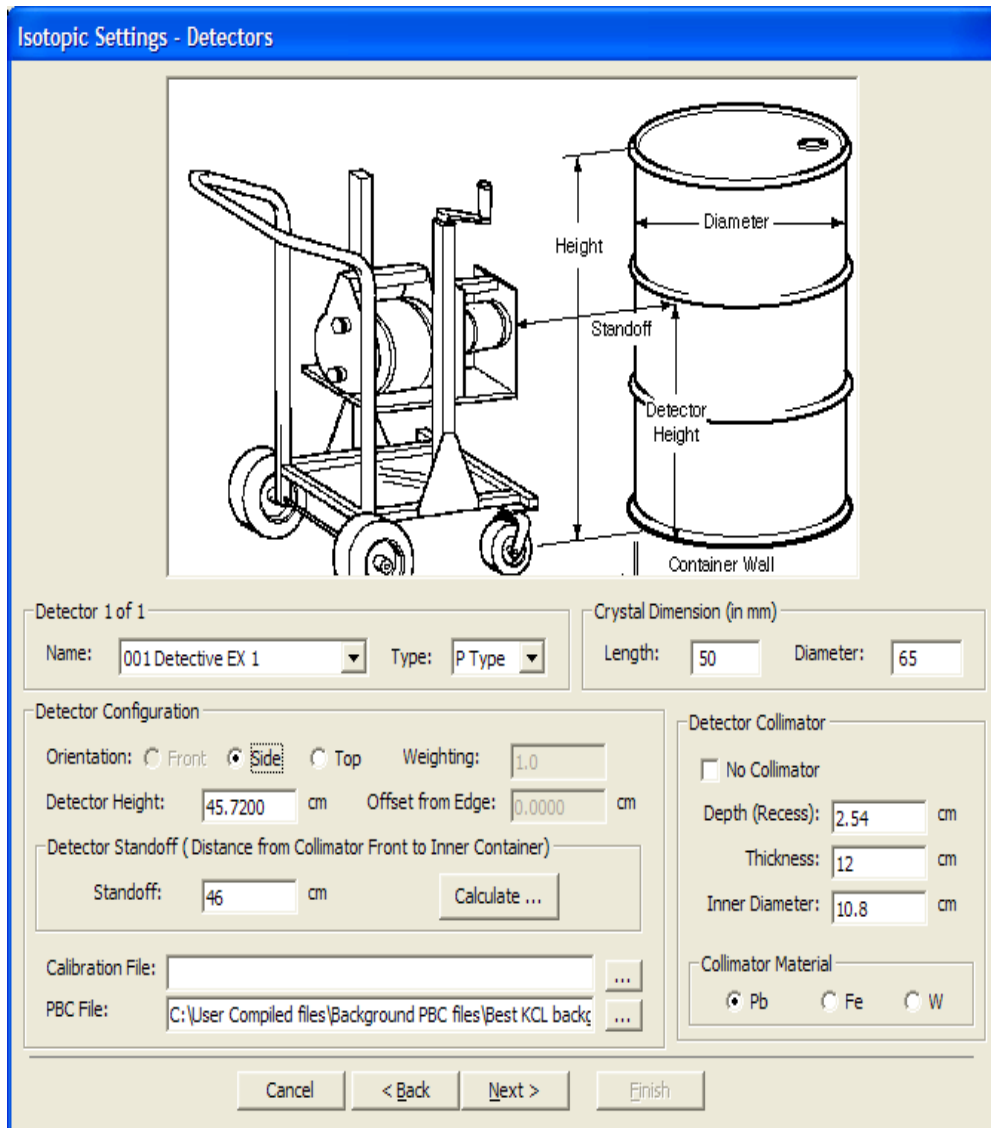 Isotopic Settings - Detectors
Height
Diameter
Standoff
Detector
Height
Container Wall
Detector 1 of 1
Name: 001 Detective EX 1 Type: P Type
Crystal Dimension (in mm)
Length: 50 Diameter: 65
Detector Configuration
Orientation: Front Side Top Weighting: 1.0
Detector Height: 45.7200 cm Offset from Edge: 0.0000 cm
Detector Standoff ( Distance from Collimator Front to Inner Container)
Standoff: 46 cm Calculate ...
Calibration File: ...
PBC File: C:\User Compiled files\Background PBC files\Best KCL backg ...
Detector Collimator
No Collimator
Depth (Recess): 2.54 cm
Thickness: 12 cm
Inner Diameter: 10.8 cm
Collimator Material
Pb Fe W
Cancel < Back Next > Finish